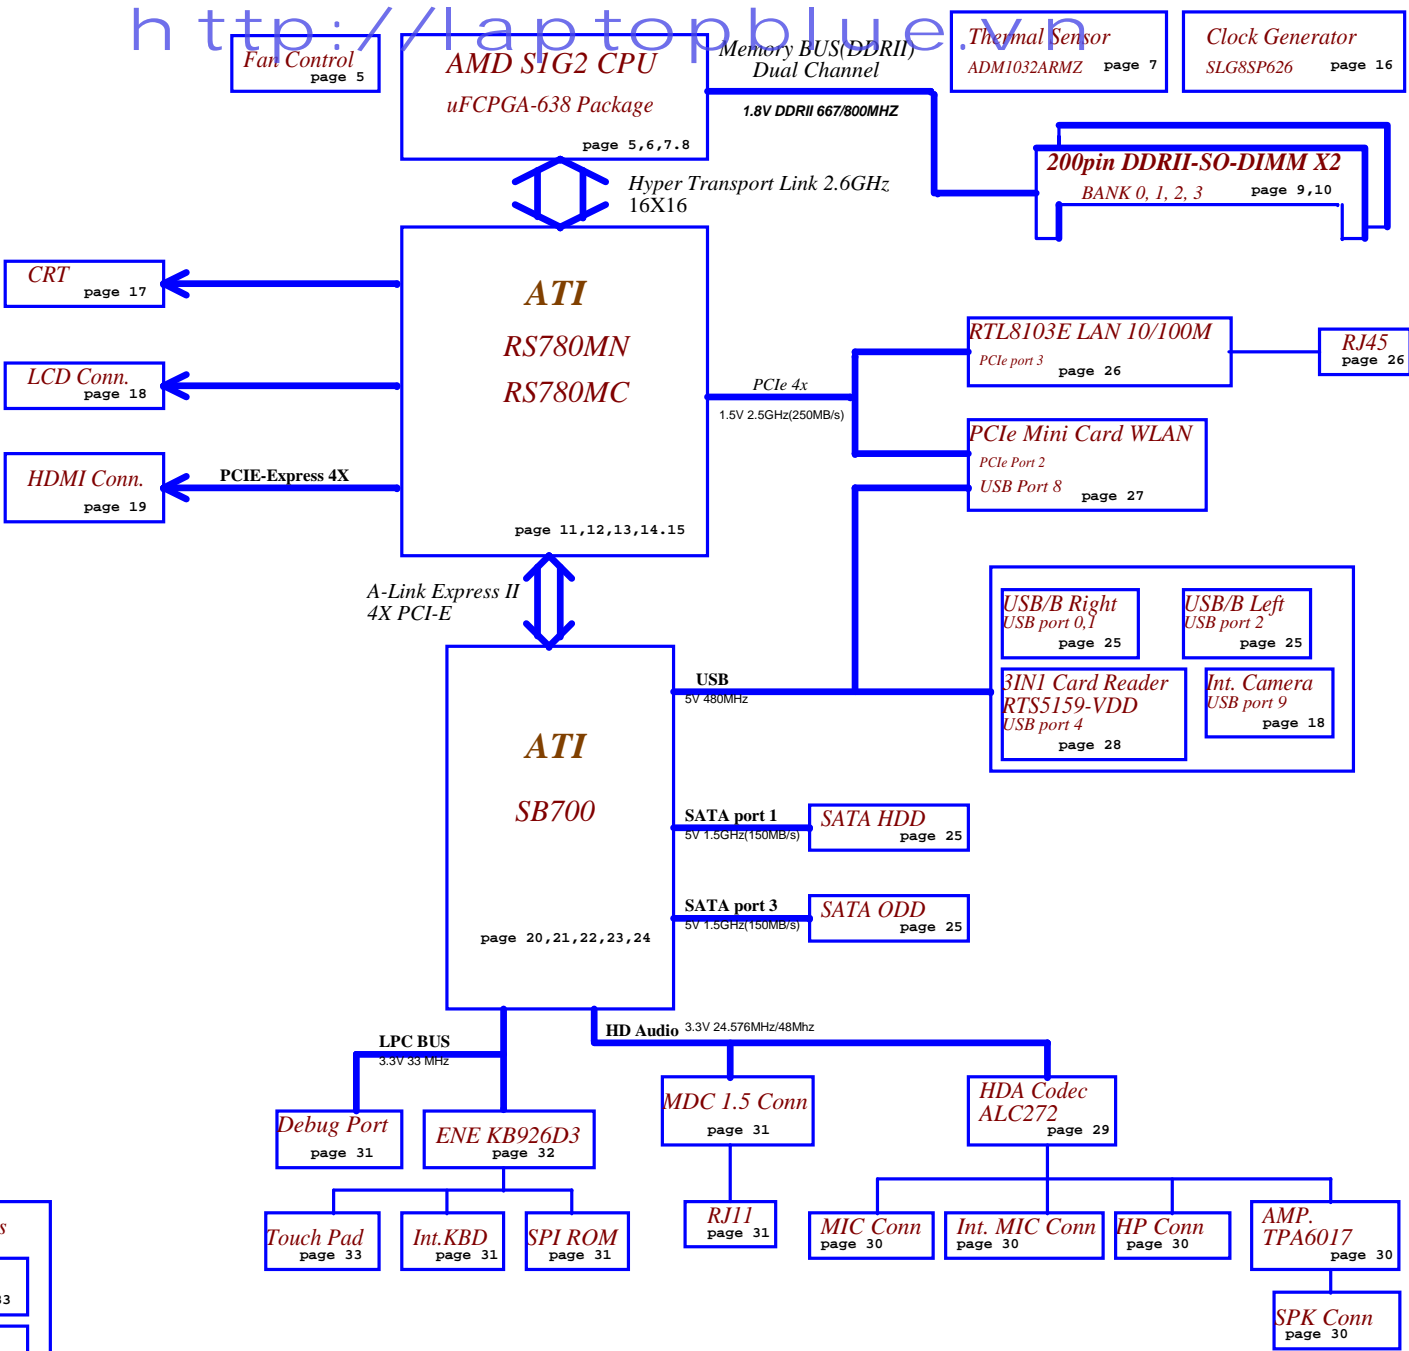 http://laptopblue.vn
Fan Control
page 5
AMD S1G2 CPU
uFCPGA-638 Package
page 5,6,7.8
Memory BUS(DDRII)
Dual Channel
1.8V DDRII 667/800MHZ
Thermal Sensor
ADM1032ARMZ page 7
Clock Generator
SLG8SP626 page 16
200pin DDRII-SO-DIMM X2
BANK 0, 1, 2, 3 page 9,10
Hyper Transport Link 2.6GHz
16X16
CRT
page 17
LCD Conn.
page 18
HDMI Conn.
page 19
PCIE-Express 4X
ATI
RS780MN
RS780MC
page 11,12,13,14.15
PCIe 4x
1.5V 2.5GHz(250MB/s)
RTL8103E LAN 10/100M
PCIe port 3
page 26
RJ45
page 26
PCIe Mini Card WLAN
PCIe Port 2
USB Port 8 page 27
A-Link Express II
4X PCI-E
USB/B Right
USB port 0,1
page 25
USB/B Left
USB port 2
page 25
3IN1 Card Reader
RTS5159-VDD
USB port 4
page 28
Int. Camera
USB port 9
page 18
USB
5V 480MHz
ATI
SB700
page 20,21,22,23,24
SATA port 1
5V 1.5GHz(150MB/s)
SATA HDD
page 25
SATA port 3
5V 1.5GHz(150MB/s)
SATA ODD
page 25
LPC BUS
3.3V 33 MHz
HD Audio 3.3V 24.576MHz/48Mhz
Debug Port
page 31
ENE KB926D3
page 32
MDC 1.5 Conn
page 31
HDA Codec
ALC272
page 29
Touch Pad
page 33
Int.KBD
page 31
SPI ROM
page 31
RJ11
page 31
MIC Conn
page 30
Int. MIC Conn
page 30
HP Conn
page 30
AMP.
TPA6017
page 30
SPK Conn
page 30
s
33